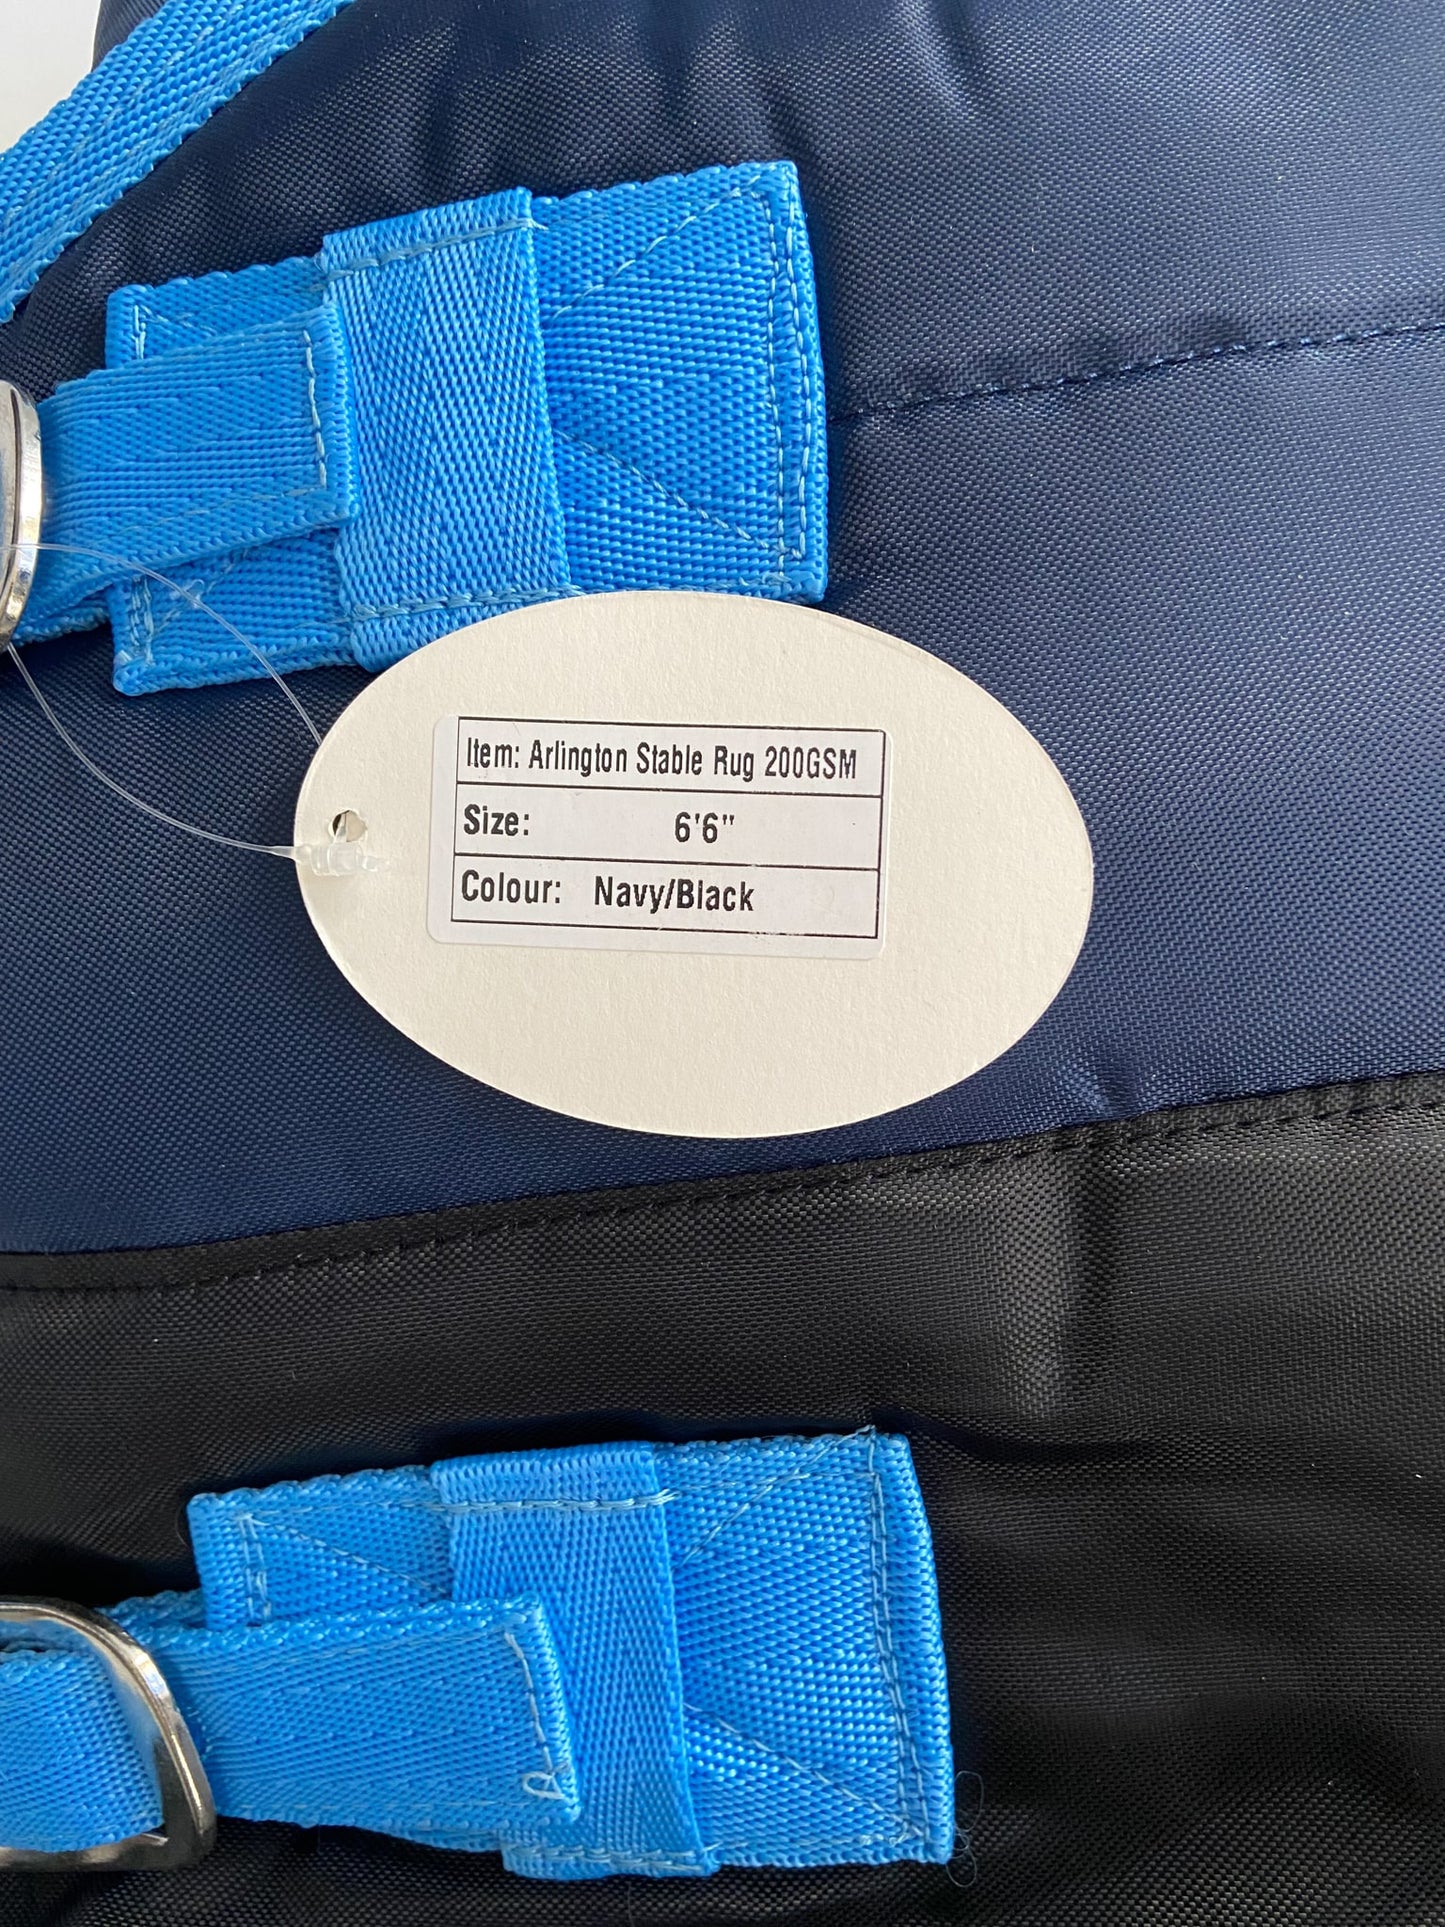 Item: Arlington Stable Rug 200GSM
Size: 6'6"
Colour: Navy/Black